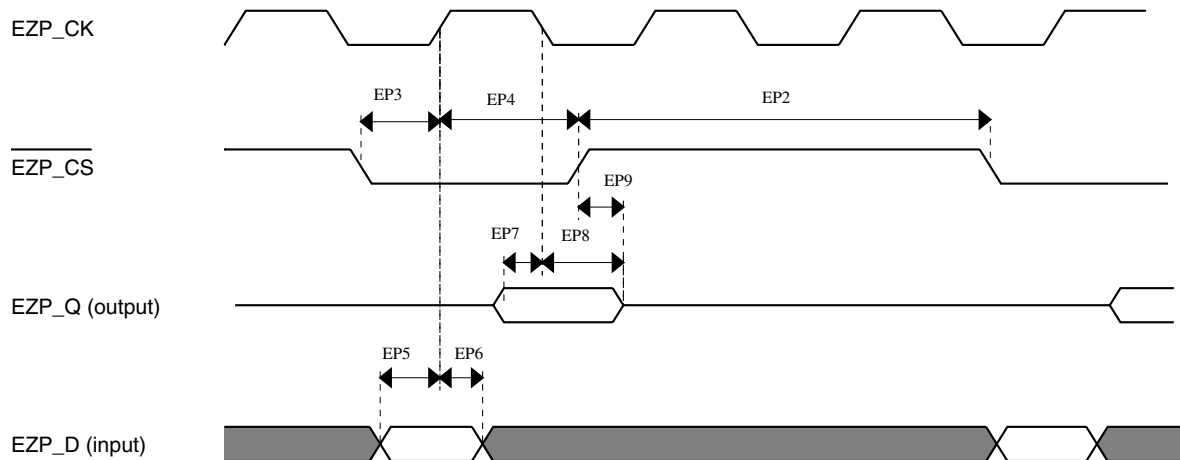 EZP_CK
EP3
EP4
EP2
EZP_CS
EP9
EP7
EP8
EZP_Q (output)
EP5
EP6
EZP_D (input)